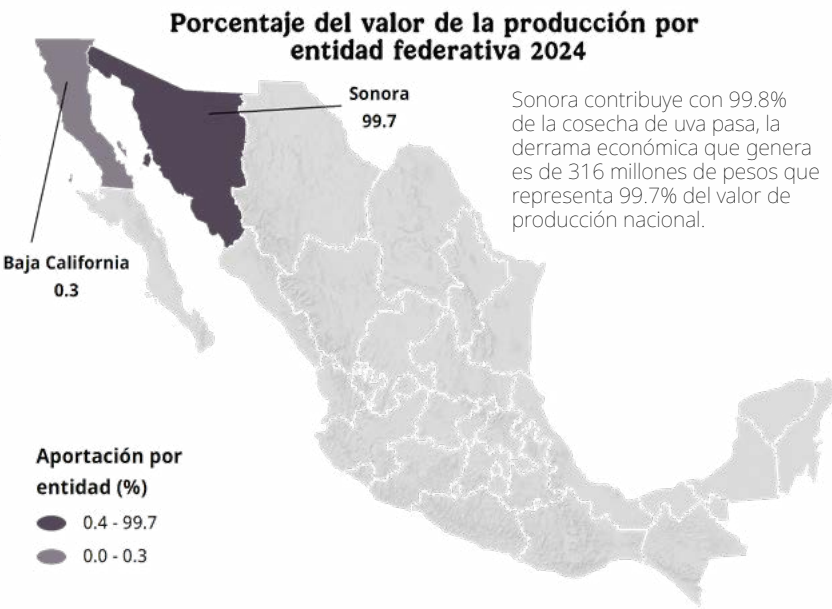 Porcentaje del valor de la producción por
entidad federativa 2024
Sonora
99.7
Sonora contribuye con 99.8%
de la cosecha de uva pasa, la
derrama económica que genera
es de 316 millones de pesos que
representa 99.7% del valor de
producción nacional.
Baja California
0.3
Aportación por
entidad (%)
0.4 - 99.7
0.0 - 0.3